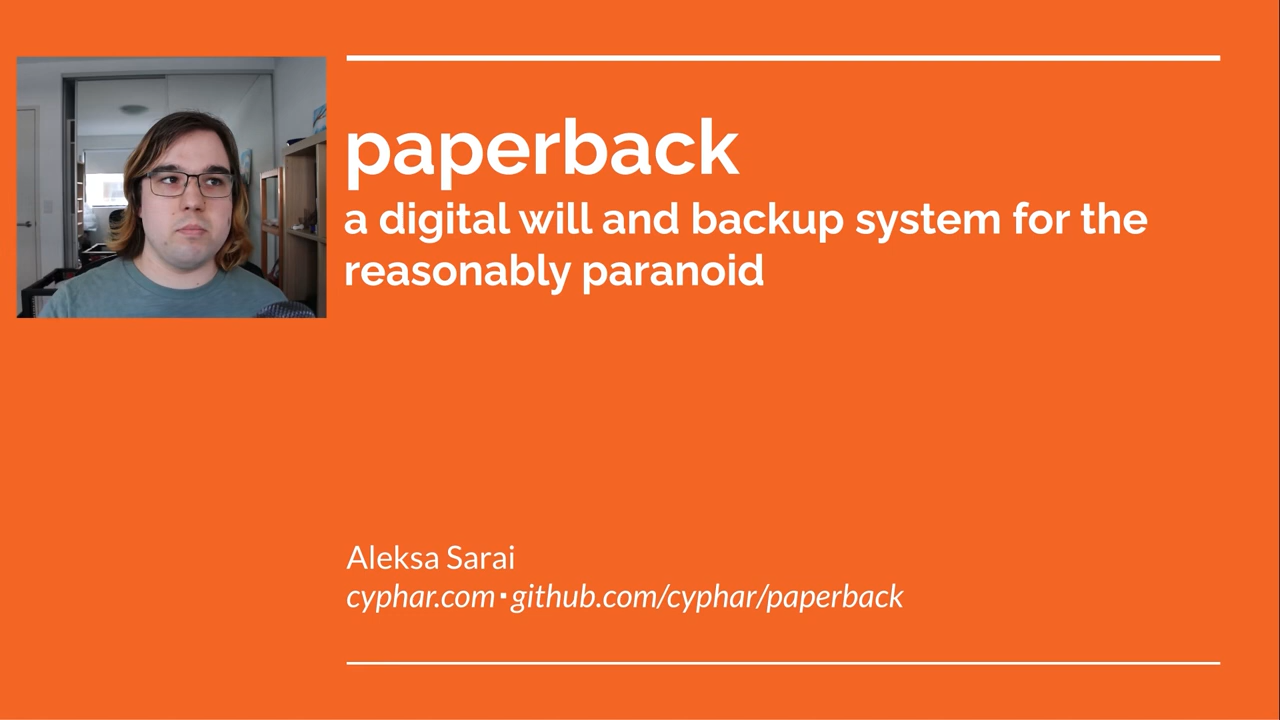 paperback
a digital will and backup system for the
reasonably paranoid
Aleksa Sarai
cyphar.com▪github.com/cyphar/paperback